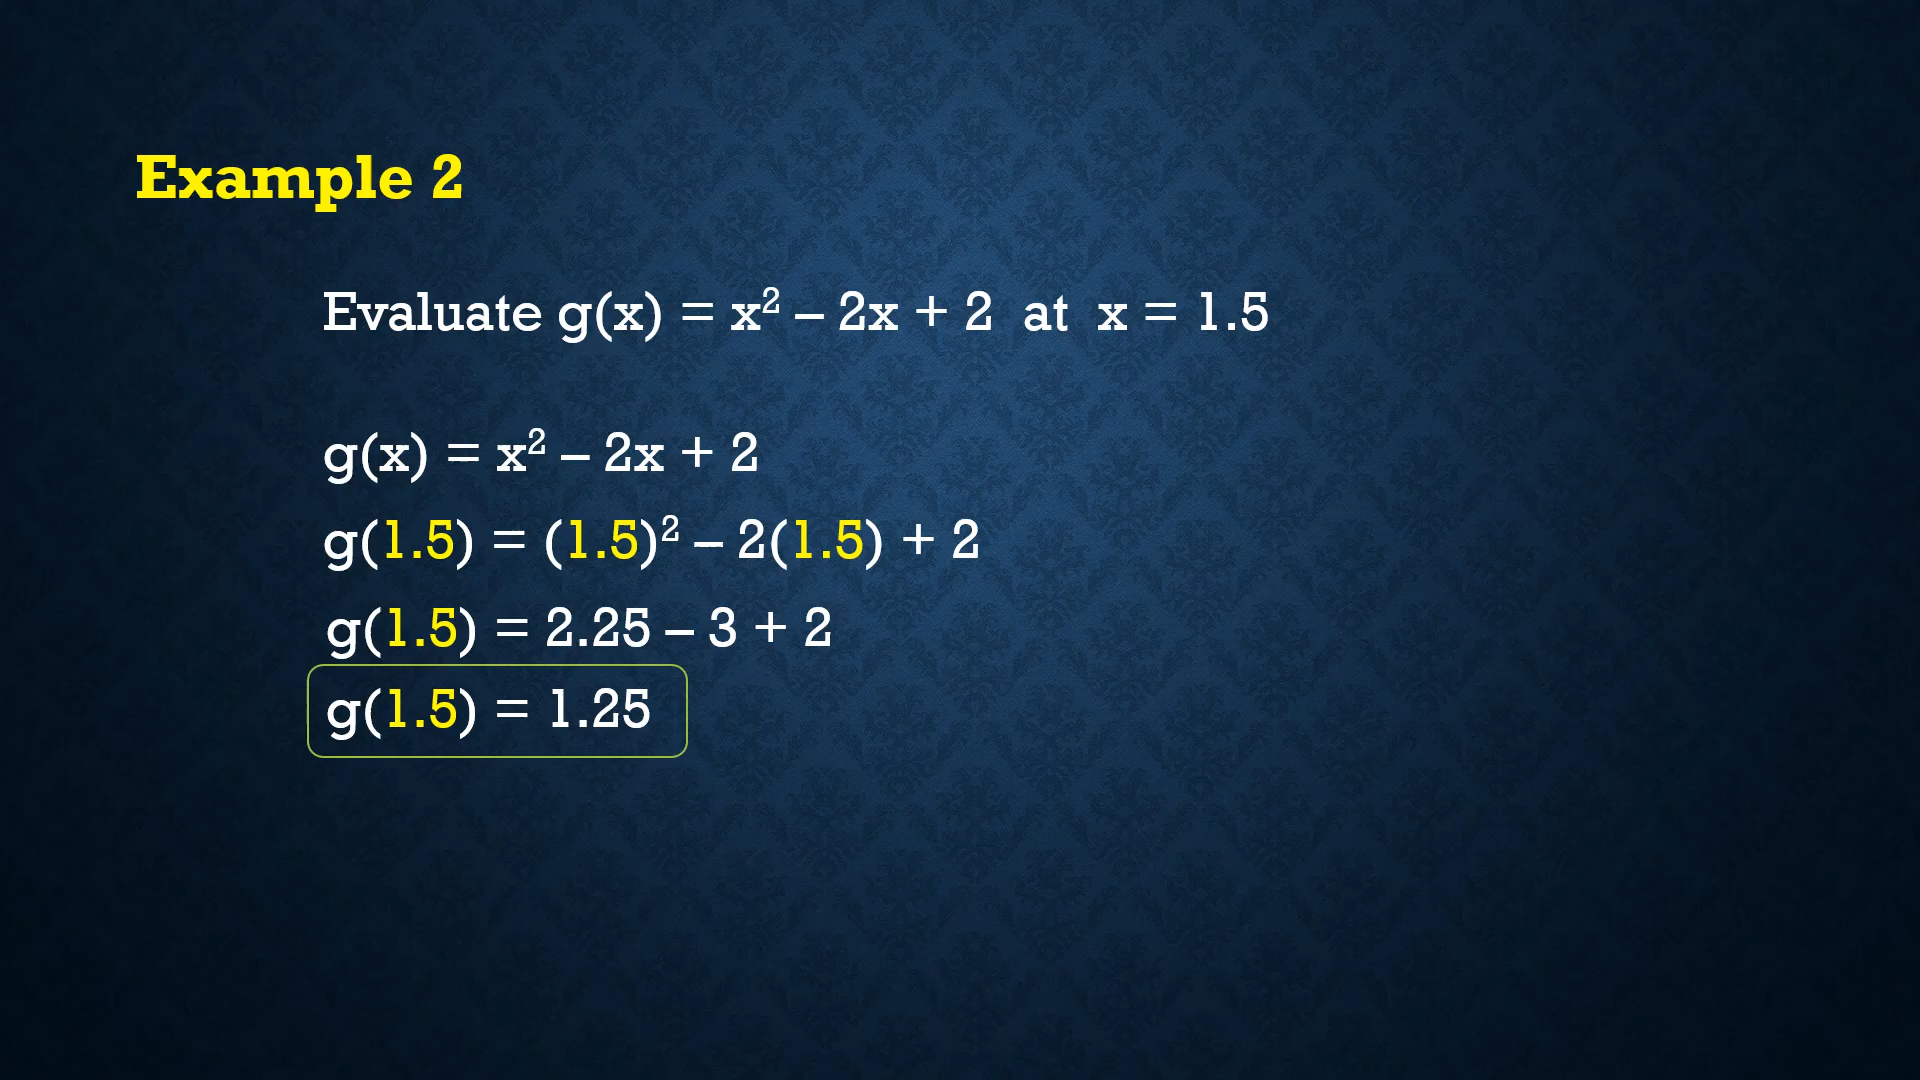 Example 2
Evaluate g(x) = x² – 2x + 2 at x = 1.5
g(x) = x² – 2x + 2
g(1.5) = (1.5)² – 2(1.5) + 2
g(1.5) = 2.25 – 3 + 2
g(1.5) = 1.25